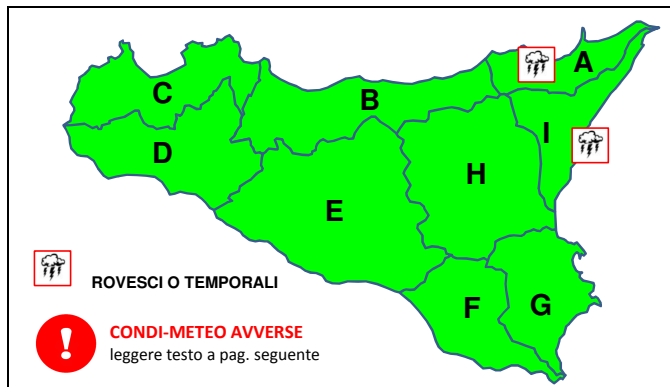 A
C
B
I
D
H
E
ROVESCI O TEMPORALI
F
G
CONDI-METEO AVVERSE
leggere testo a pag. seguente